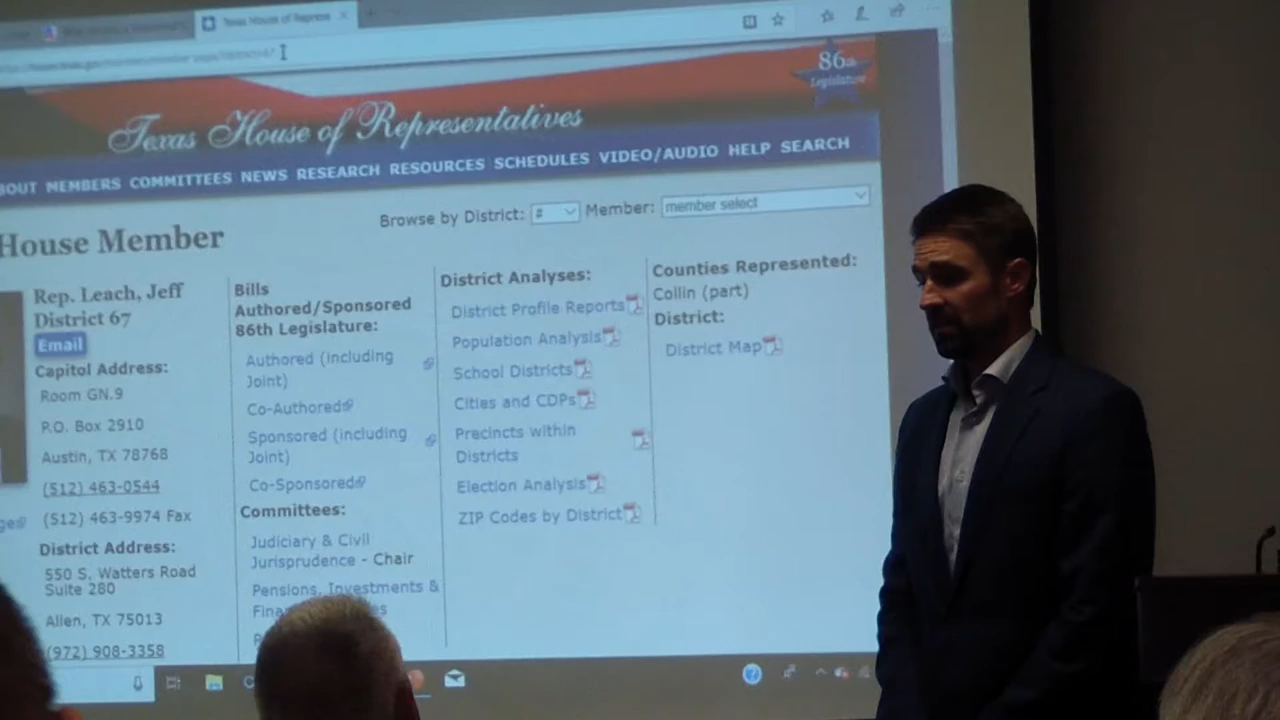 Texas House of Represe
86th
Legislature
Texas House of Representatives
BOUT MEMBERS COMMITTEES NEWS RESEARCH RESOURCES SCHEDULES VIDEO/AUDIO HELP SEARCH
Browse by District: # Member: member select
House Member
Rep. Leach, Jeff
District 67
Email
Capitol Address:
Room GN.9
P.O. Box 2910
Austin, TX 78768
(512) 463-0544
(512) 463-9974 Fax
District Address:
550 S. Watters Road
Suite 280
Allen, TX 75013
(972) 908-3358
Bills
Authored/Sponsored
86th Legislature:
Authored (including
Joint)
Co-Authored
Sponsored (including
Joint)
Co-Sponsored
Committees:
Judiciary & Civil
Jurisprudence - Chair
Pensions, Investments &
District Analyses:
District Profile Reports
Population Analysis
School Districts
Cities and CDPs
Precincts within
Districts
Election Analysis
ZIP Codes by District
Counties Represented:
Collin (part)
District:
District Map